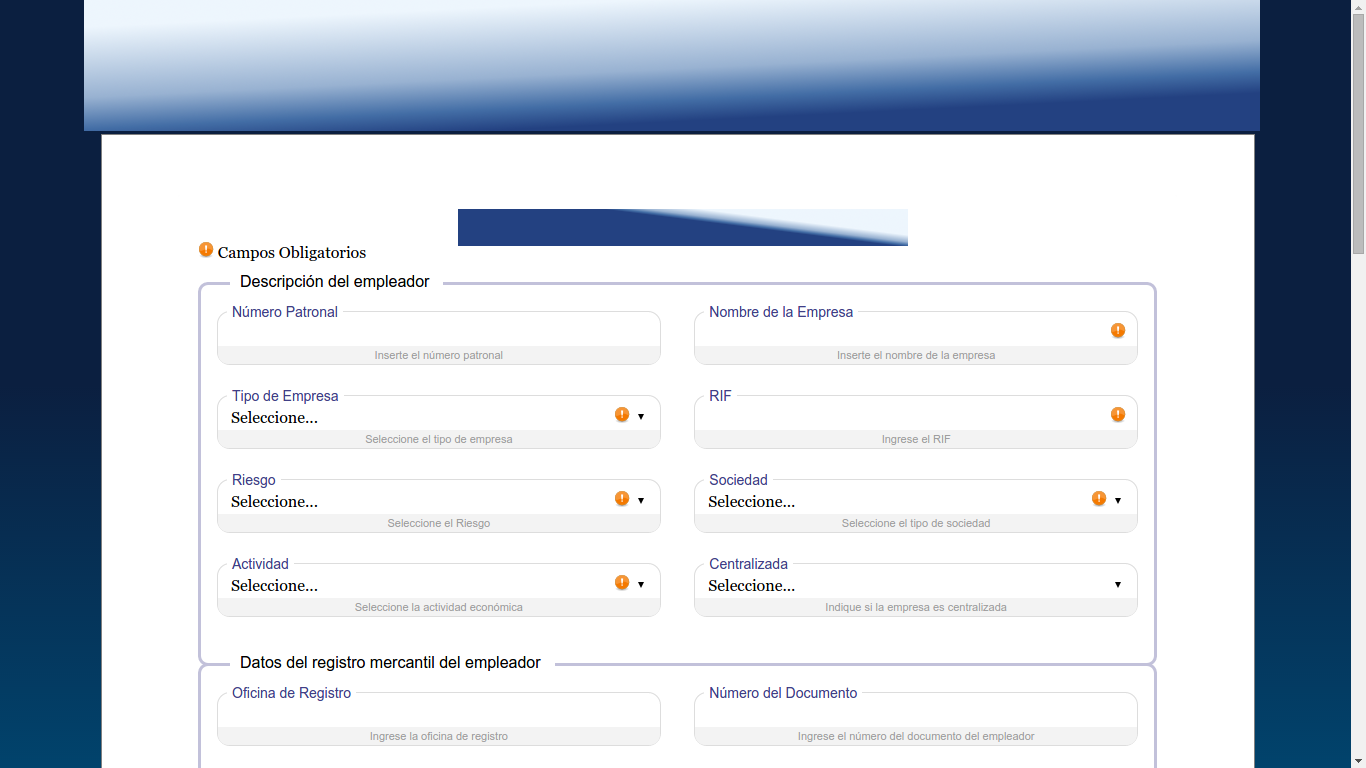 Campos Obligatorios
Descripción del empleador
Número Patronal
Inserte el número patronal
Nombre de la Empresa
Inserte el nombre de la empresa
Tipo de Empresa
Seleccione...
Seleccione el tipo de empresa
RIF
Ingrese el RIF
Riesgo
Seleccione...
Seleccione el Riesgo
Sociedad
Seleccione...
Seleccione el tipo de sociedad
Actividad
Seleccione...
Seleccione la actividad económica
Centralizada
Seleccione...
Indique si la empresa es centralizada
Datos del registro mercantil del empleador
Oficina de Registro
Ingrese la oficina de registro
Número del Documento
Ingrese el número del documento del empleador